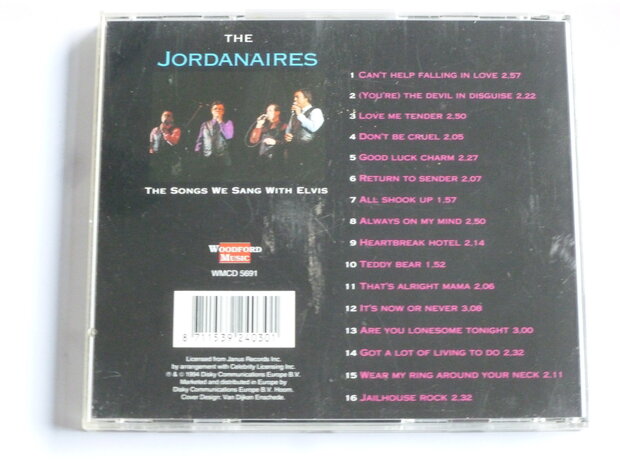 THE
JORDANAIRES
THE SONGS WE SANG WITH ELVIS
WOODFORD
MUSIC
WMCD 5691
8 711539 240301
Licensed from Janus Records Inc.
by arrangement with Celebrity Licensing Inc.
℗ & © 1994 Disky Communications Europe B.V.
Marketed and distributed in Europe by
Disky Communications Europe B.V. Hoorn.
Cover Design: Van Dijken Enschede.
1 CAN'T HELP FALLING IN LOVE 2,57
2 (YOU'RE) THE DEVIL IN DISGUISE 2.22
3 LOVE ME TENDER 2,50
4 DON'T BE CRUEL 2,05
5 GOOD LUCK CHARM 2,27
6 RETURN TO SENDER 2,07
7 ALL SHOOK UP 1,57
8 ALWAYS ON MY MIND 2,50
9 HEARTBREAK HOTEL 2,14
10 TEDDY BEAR 1,52
11 THAT'S ALRIGHT MAMA 2,06
12 IT'S NOW OR NEVER 3,08
13 ARE YOU LONESOME TONIGHT 3,00
14 GOT A LOT OF LIVING TO DO 2,32
15 WEAR MY RING AROUND YOUR NECK 2,11
16 JAILHOUSE ROCK 2,32